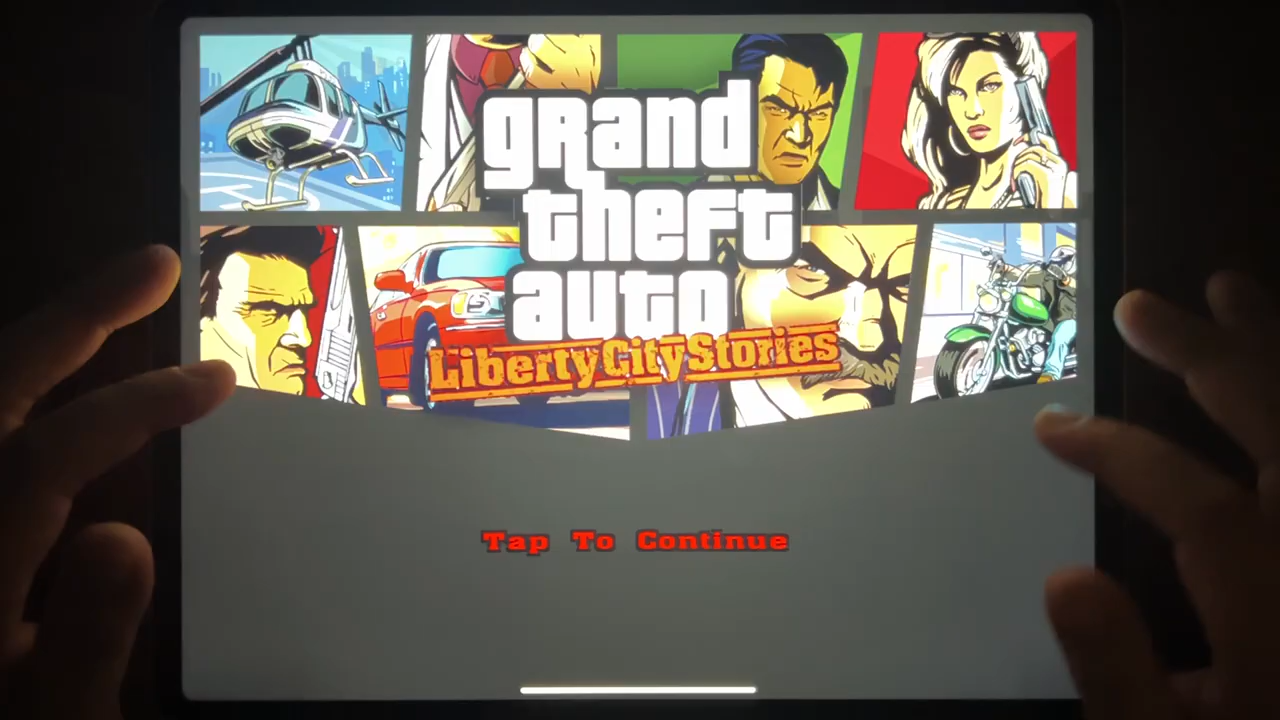 grand
theft
auto
Liberty City Stories
Tap To Continue